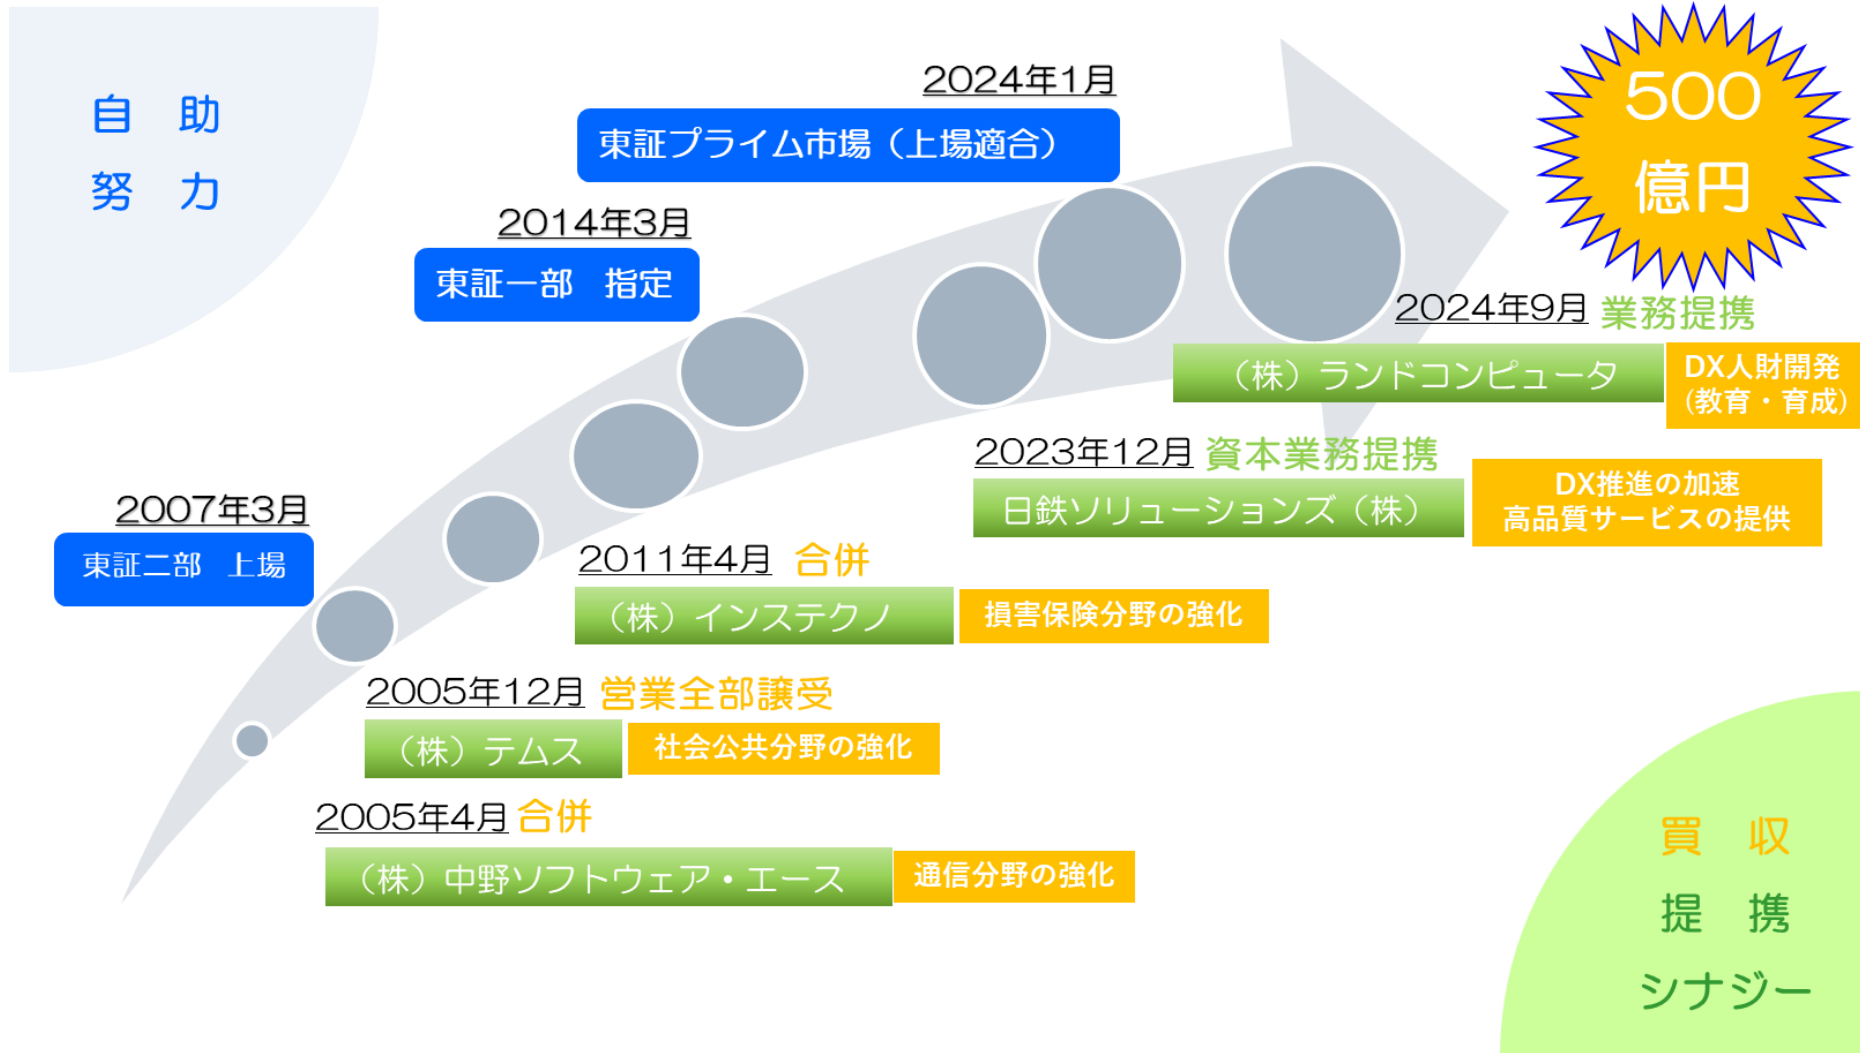 自　助
努　力
2024年1月
東証プライム市場（上場適合）
500
億円
2014年3月
東証一部　指定
2024年9月 業務提携
（株）ランドコンピュータ
DX人財開発
(教育・育成)
2023年12月 資本業務提携
日鉄ソリューションズ（株）
DX推進の加速
高品質サービスの提供
2007年3月
東証二部　上場
2011年4月 合併
（株）インステクノ
損害保険分野の強化
2005年12月 営業全部譲受
（株）テムス
社会公共分野の強化
2005年4月 合併
（株）中野ソフトウェア・エース
通信分野の強化
買　収
提　携
シナジー